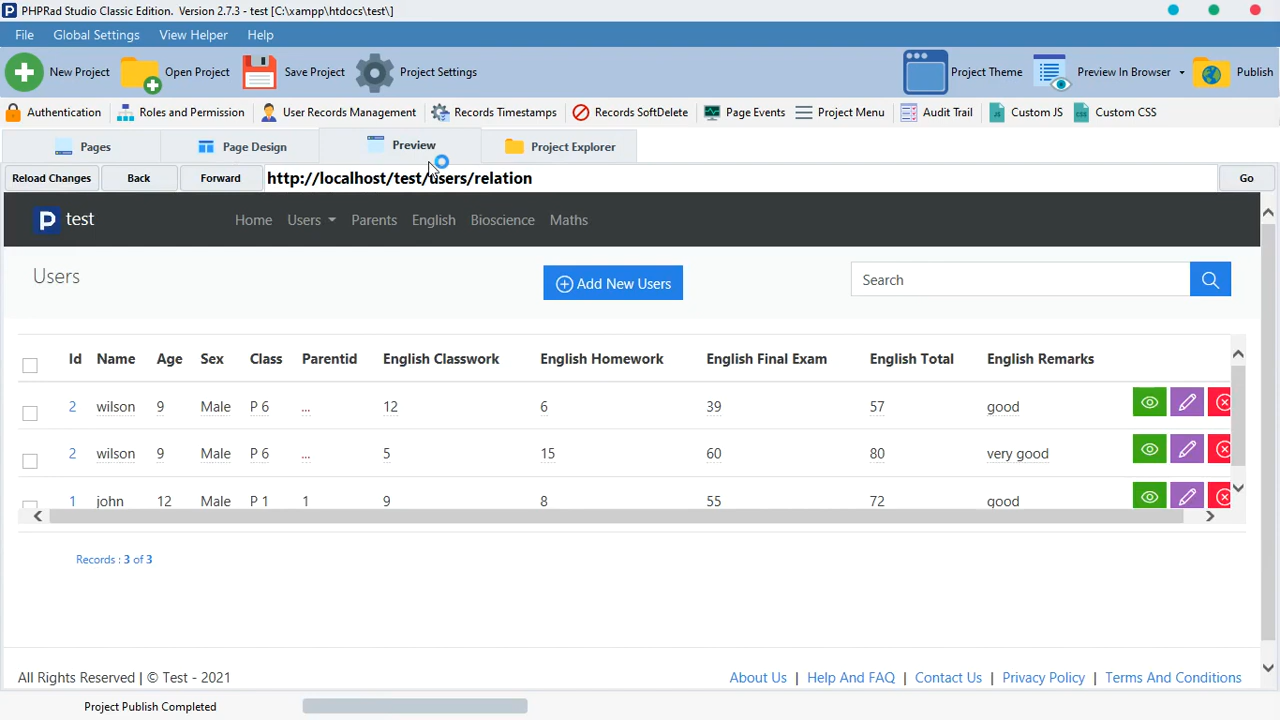 PHPRad Studio Classic Edition. Version 2.7.3 - test [C:\xampp\htdocs\test\]
File Global Settings View Helper Help
New Project Open Project Save Project Project Settings Project Theme Preview In Browser Publish
Authentication Roles and Permission User Records Management Records Timestamps Records SoftDelete Page Events Project Menu Audit Trail Custom JS Custom CSS
Pages Page Design Preview Project Explorer
Reload Changes Back Forward http://localhost/test/users/relation Go
P test Home Users Parents English Bioscience Maths
Users Add New Users Search
Id Name Age Sex Class Parentid English Classwork English Homework English Final Exam English Total English Remarks
2 wilson 9 Male P 6 ... 12 6 39 57 good
2 wilson 9 Male P 6 ... 5 15 60 80 very good
1 john 12 Male P 1 1 9 8 55 72 good
Records : 3 of 3
All Rights Reserved | © Test - 2021 About Us | Help And FAQ | Contact Us | Privacy Policy | Terms And Conditions
Project Publish Completed